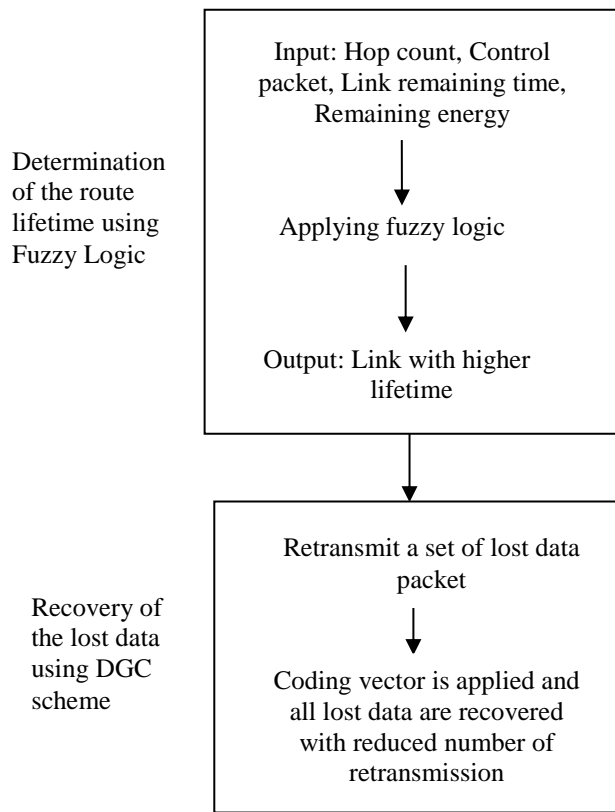 Input: Hop count, Control
packet, Link remaining time,
Remaining energy
Determination
of the route
lifetime using
Fuzzy Logic
Applying fuzzy logic
Output: Link with higher
lifetime
Retransmit a set of lost data
packet
Recovery of
the lost data
using DGC
scheme
Coding vector is applied and
all lost data are recovered
with reduced number of
retransmission